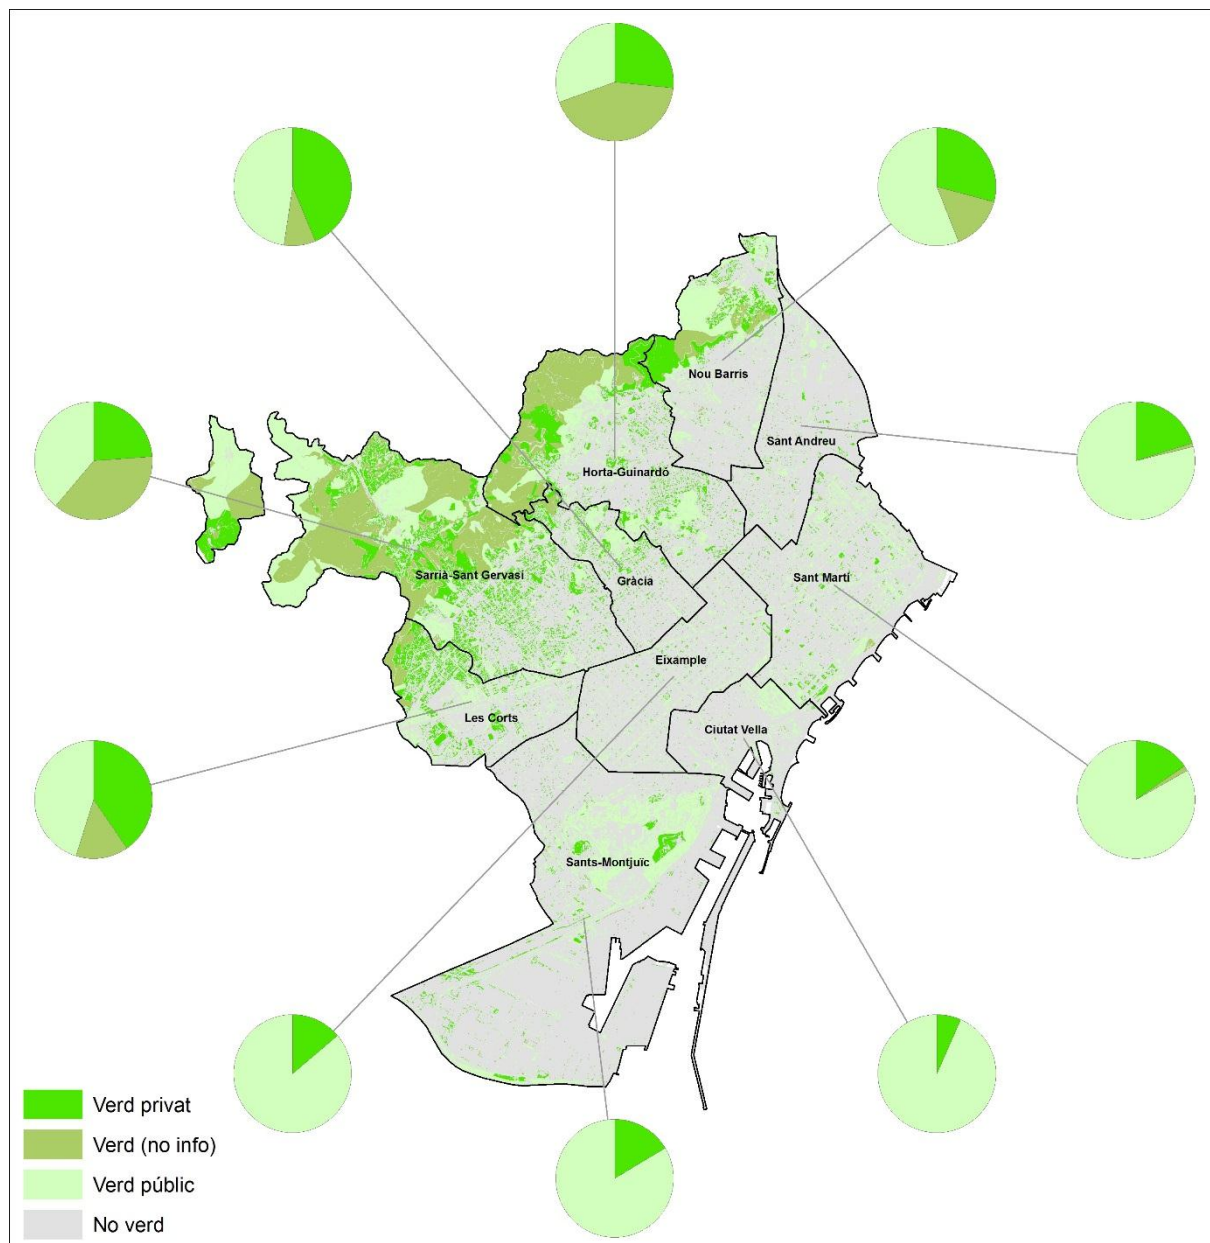 Nou Barris
Sant Andreu
Horta-Guinardó
Sarrià-Sant Gervasi
Gràcia
Sant Martí
Eixample
Les Corts
Ciutat Vella
Sants-Montjuïc
Verd privat
Verd (no info)
Verd públic
No verd